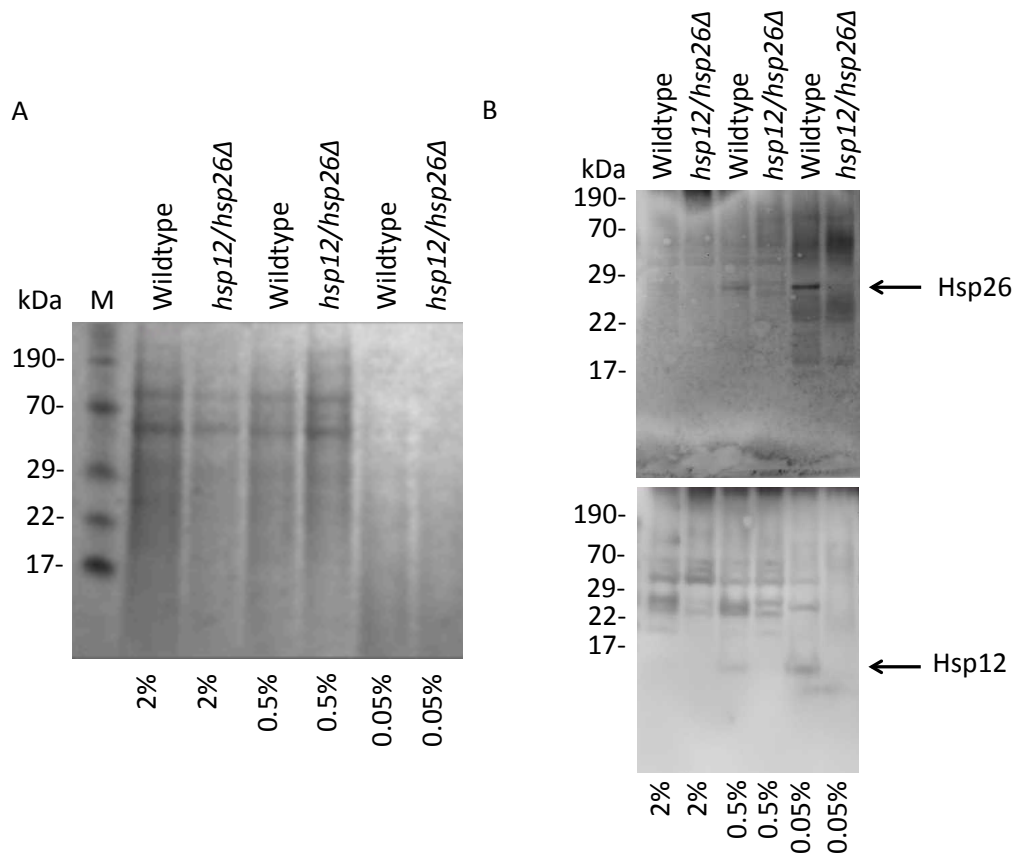 A
kDa
M
Wildtype
hsp12/hsp26Δ
Wildtype
hsp12/hsp26Δ
Wildtype
hsp12/hsp26Δ
190-
70-
29-
22-
17-
2%
2%
0.5%
0.5%
0.05%
0.05%
B
Wildtype
hsp12/hsp26Δ
Wildtype
hsp12/hsp26Δ
Wildtype
hsp12/hsp26Δ
kDa
190-
70-
29-
22-
17-
Hsp26
190-
70-
29-
22-
17-
Hsp12
2%
2%
0.5%
0.5%
0.05%
0.05%